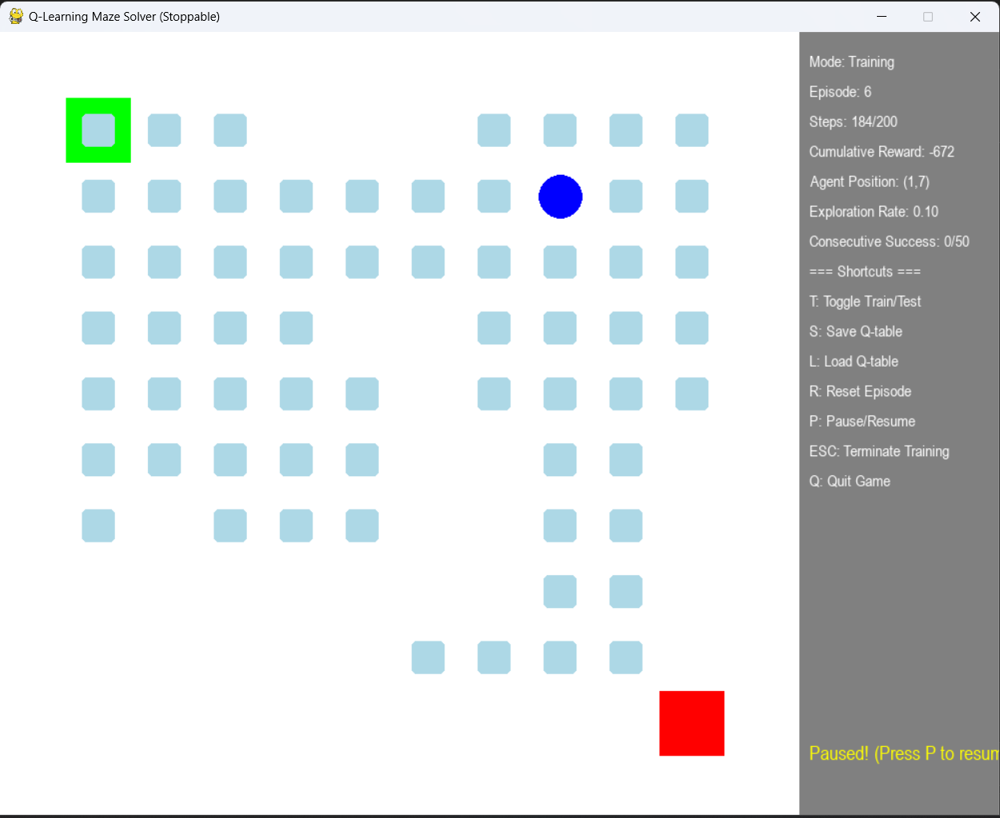 Q-Learning Maze Solver (Stoppable)
Mode: Training
Episode: 6
Steps: 184/200
Cumulative Reward: -672
Agent Position: (1,7)
Exploration Rate: 0.10
Consecutive Success: 0/50
=== Shortcuts ===
T: Toggle Train/Test
S: Save Q-table
L: Load Q-table
R: Reset Episode
P: Pause/Resume
ESC: Terminate Training
Q: Quit Game
Paused! (Press P to resum